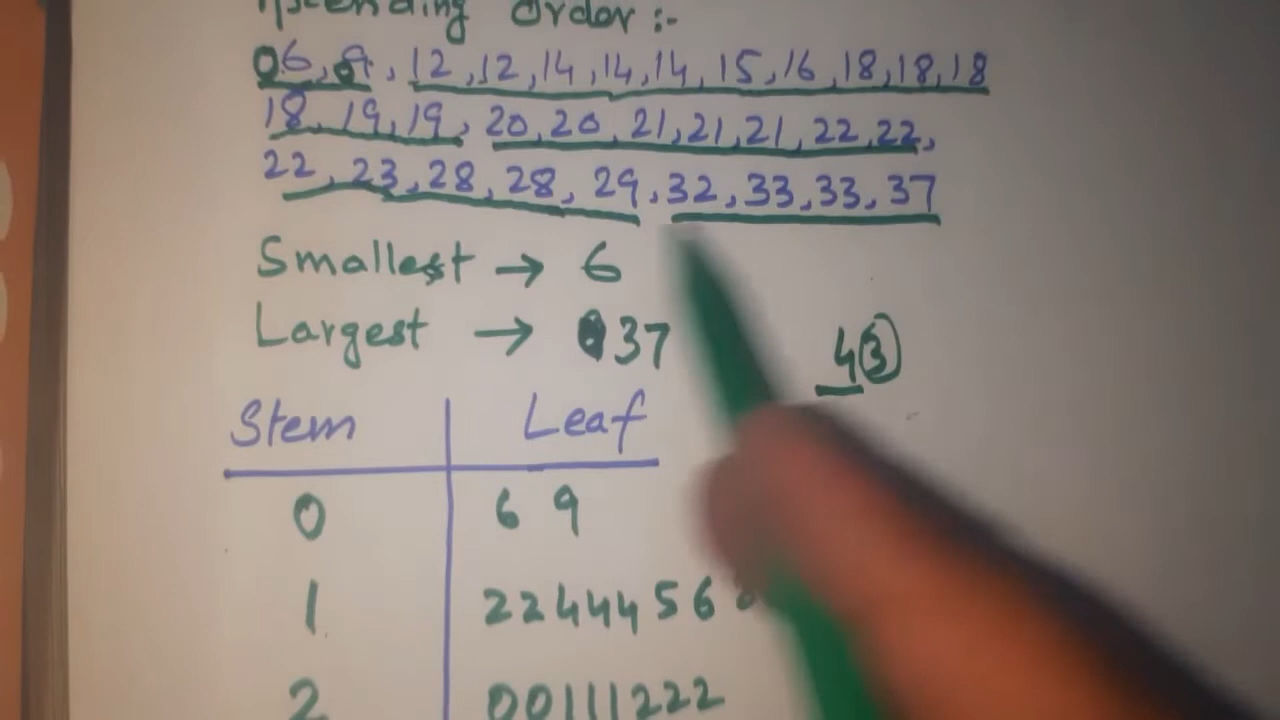 Ascending Order :-
06, 09, 12, 12, 14, 14, 14, 15, 16, 18, 18, 18
18, 19, 19, 20, 20, 21, 21, 21, 22, 22,
22, 23, 28, 28, 29, 32, 33, 33, 37
Smallest → 6
Largest → 37
43
Stem Leaf
0 6 9
1 2 2 4 4 4 5 6
2 0 0 1 1 1 2 2 2